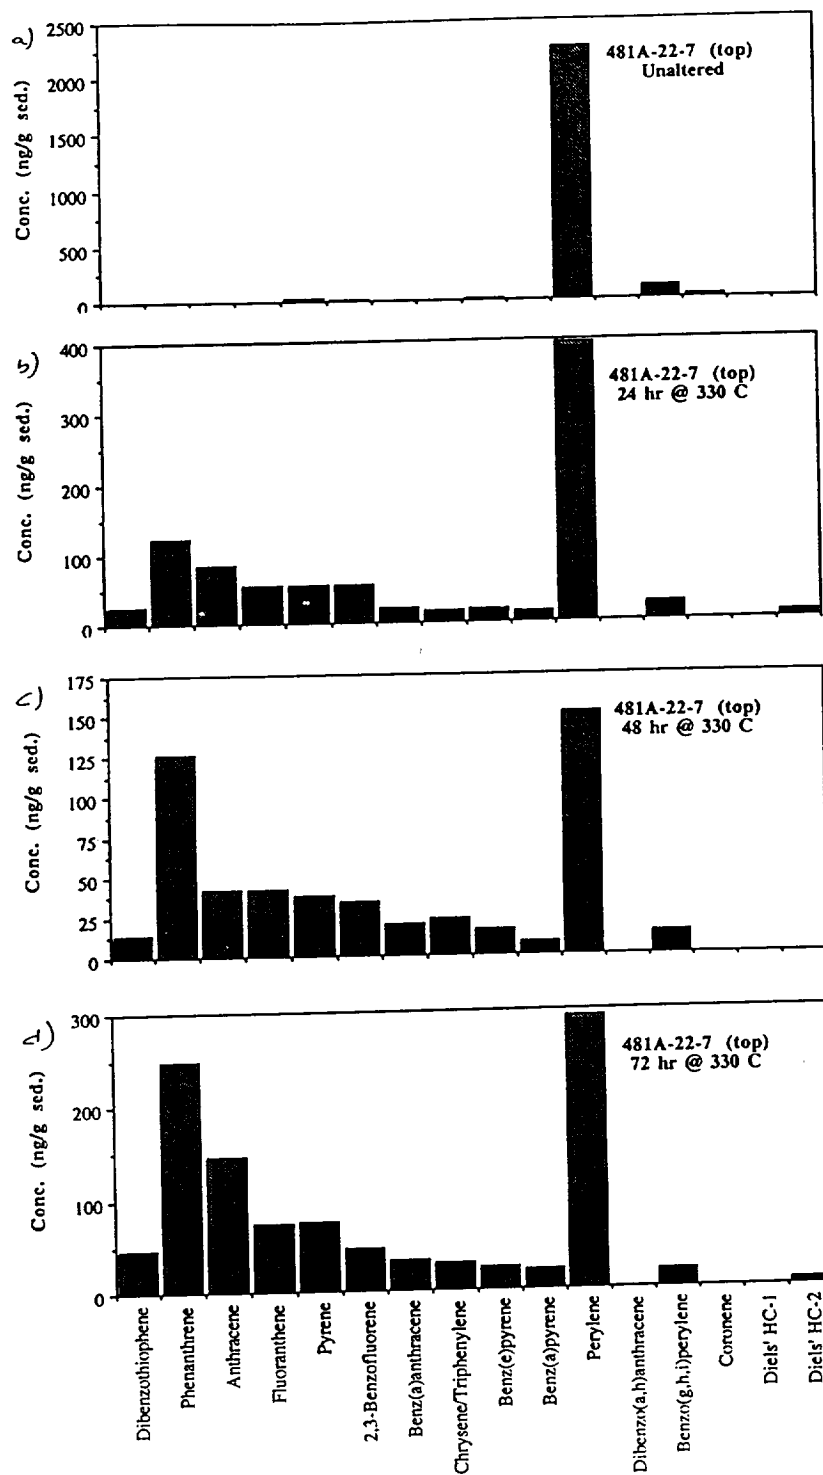 a)
Conc. (ng/g sed.)
2500
2000
1500
1000
500
0
481A-22-7 (top)
Unaltered
b)
Conc. (ng/g sed.)
400
300
200
100
0
481A-22-7 (top)
24 hr @ 330 C
c)
Conc. (ng/g sed.)
175
150
125
100
75
50
25
0
481A-22-7 (top)
48 hr @ 330 C
d)
Conc. (ng/g sed.)
300
200
100
0
481A-22-7 (top)
72 hr @ 330 C
Dibenzothiophene
Phenanthrene
Anthracene
Fluoranthene
Pyrene
2,3-Benzofluorene
Benz(a)anthracene
Chrysene/Triphenylene
Benz(e)pyrene
Benz(a)pyrene
Perylene
Dibenzo(a,h)anthracene
Benzo(g,h,i)perylene
Coronene
Diels' HC-1
Diels' HC-2